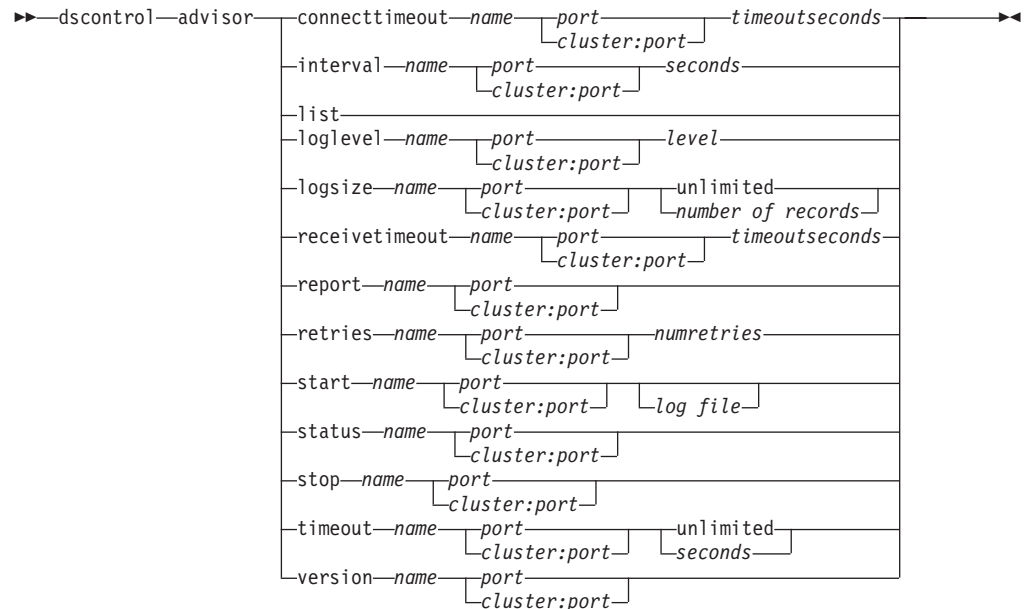 dscontrol advisor connecttimeout name port timeoutseconds
cluster:port
interval name port seconds
cluster:port
list
loglevel name port level
cluster:port
logsize name port unlimited
cluster:port number of records
receivetimeout name port timeoutseconds
cluster:port
report name port
cluster:port
retries name port numretries
cluster:port
start name port
cluster:port log file
status name port
cluster:port
stop name port
cluster:port
timeout name port unlimited
cluster:port seconds
version name port
cluster:port